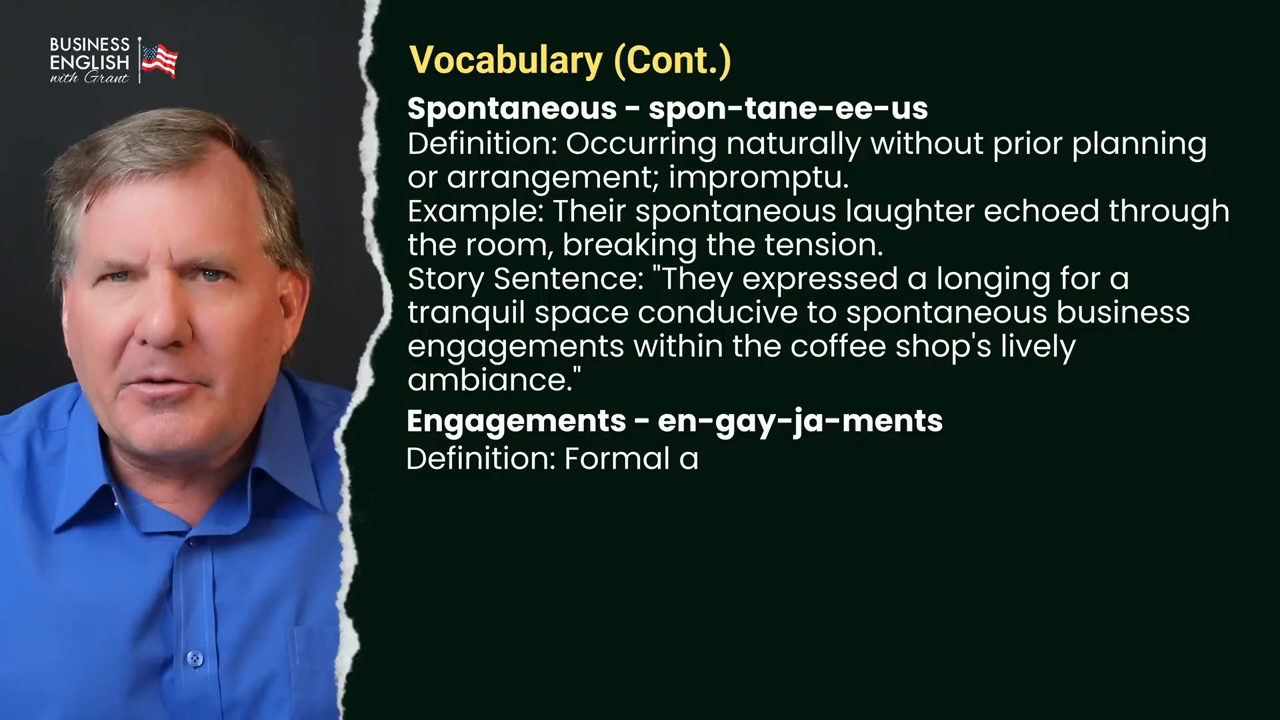 BUSINESS
ENGLISH
with Grant
Vocabulary (Cont.)
Spontaneous - spon-tane-ee-us
Definition: Occurring naturally without prior planning
or arrangement; impromptu.
Example: Their spontaneous laughter echoed through
the room, breaking the tension.
Story Sentence: "They expressed a longing for a
tranquil space conducive to spontaneous business
engagements within the coffee shop's lively
ambiance."
Engagements - en-gay-ja-ments
Definition: Formal a